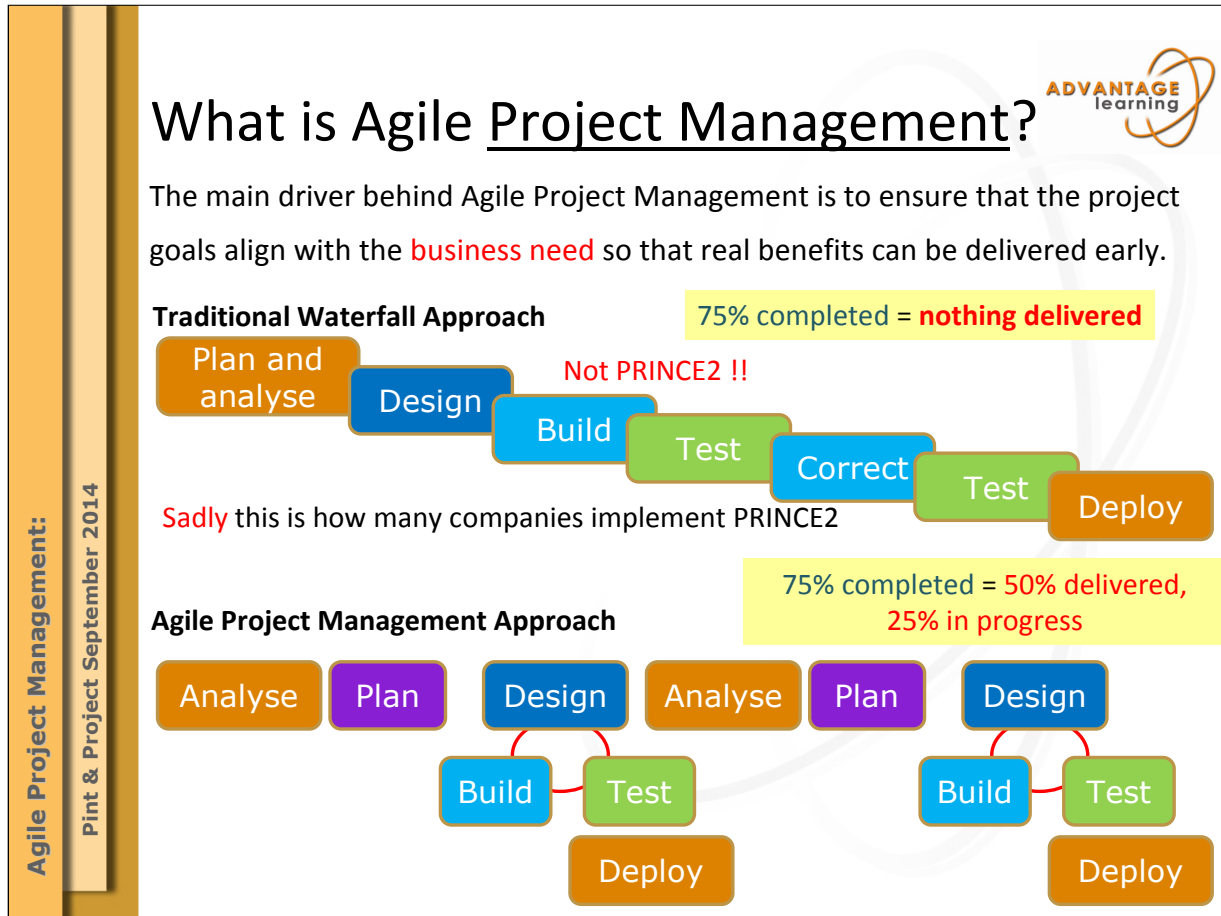 Agile Project Management:
Pint & Project September 2014
ADVANTAGE
learning
What is Agile Project Management?
The main driver behind Agile Project Management is to ensure that the project
goals align with the business need so that real benefits can be delivered early.
Traditional Waterfall Approach
75% completed = nothing delivered
Plan and
analyse
Not PRINCE2 !!
Design
Build
Test
Correct
Test
Deploy
Sadly this is how many companies implement PRINCE2
75% completed = 50% delivered,
25% in progress
Agile Project Management Approach
Analyse Plan Design Analyse Plan Design
Build Test Build Test
Deploy Deploy